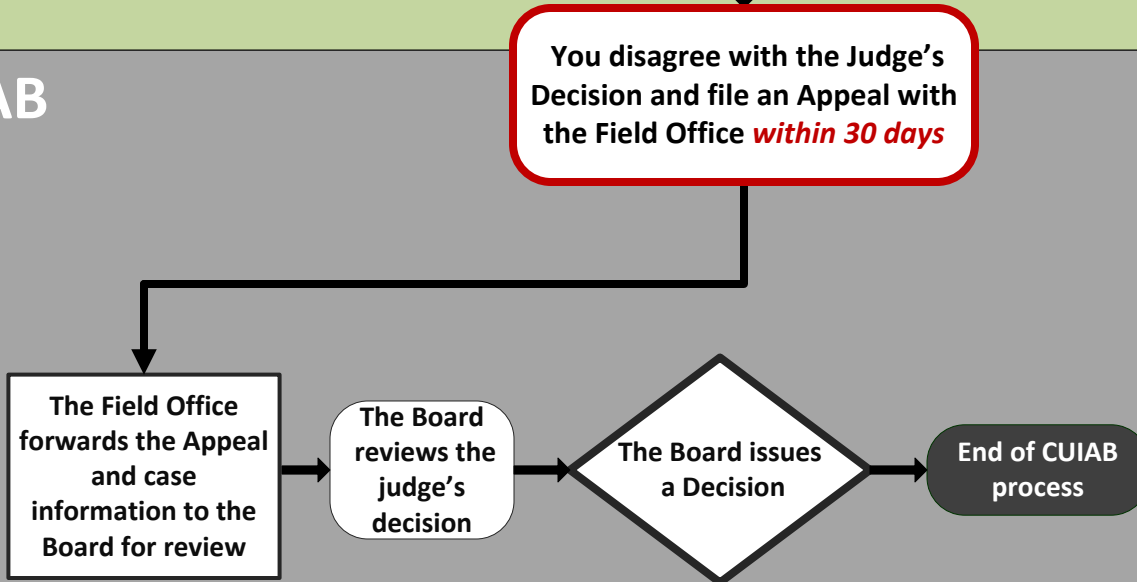 You disagree with the Judge's
Decision and file an Appeal with
the Field Office within 30 days
AB
The Field Office
forwards the Appeal
and case
information to the
Board for review
The Board
reviews the
judge's
decision
The Board issues
a Decision
End of CUIAB
process